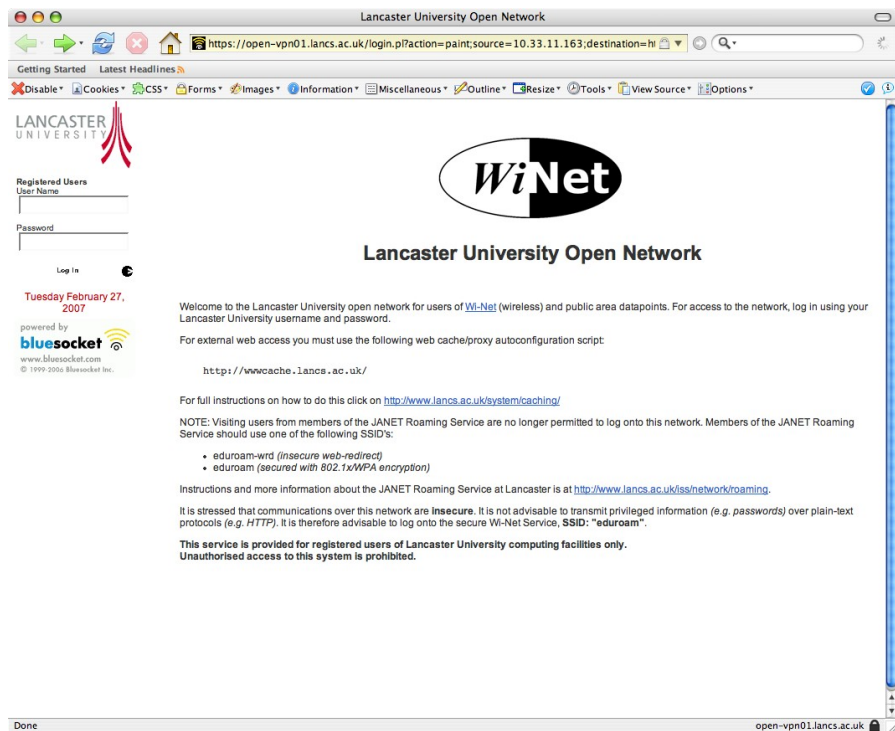 Lancaster University Open Network
https://open-vpn01.lancs.ac.uk/login.pl?action=paint;source=10.33.11.163;destination=ht
Getting Started Latest Headlines
Disable Cookies CSS Forms Images Information Miscellaneous Outline Resize Tools View Source Options
LANCASTER
UNIVERSITY
Registered Users
User Name
Password
Log In
Tuesday February 27,
2007
powered by
bluesocket
www.bluesocket.com
© 1999-2006 Bluesocket Inc.
WiNet
Lancaster University Open Network
Welcome to the Lancaster University open network for users of Wi-Net (wireless) and public area datapoints. For access to the network, log in using your
Lancaster University username and password.
For external web access you must use the following web cache/proxy autoconfiguration script:
http://wwwcache.lancs.ac.uk/
For full instructions on how to do this click on http://www.lancs.ac.uk/system/caching/
NOTE: Visiting users from members of the JANET Roaming Service are no longer permitted to log onto this network. Members of the JANET Roaming
Service should use one of the following SSID's:
• eduroam-wrd (insecure web-redirect)
• eduroam (secured with 802.1x/WPA encryption)
Instructions and more information about the JANET Roaming Service at Lancaster is at http://www.lancs.ac.uk/iss/network/roaming.
It is stressed that communications over this network are insecure. It is not advisable to transmit privileged information (e.g. passwords) over plain-text
protocols (e.g. HTTP). It is therefore advisable to log onto the secure Wi-Net Service, SSID: "eduroam".
This service is provided for registered users of Lancaster University computing facilities only.
Unauthorised access to this system is prohibited.
Done
open-vpn01.lancs.ac.uk